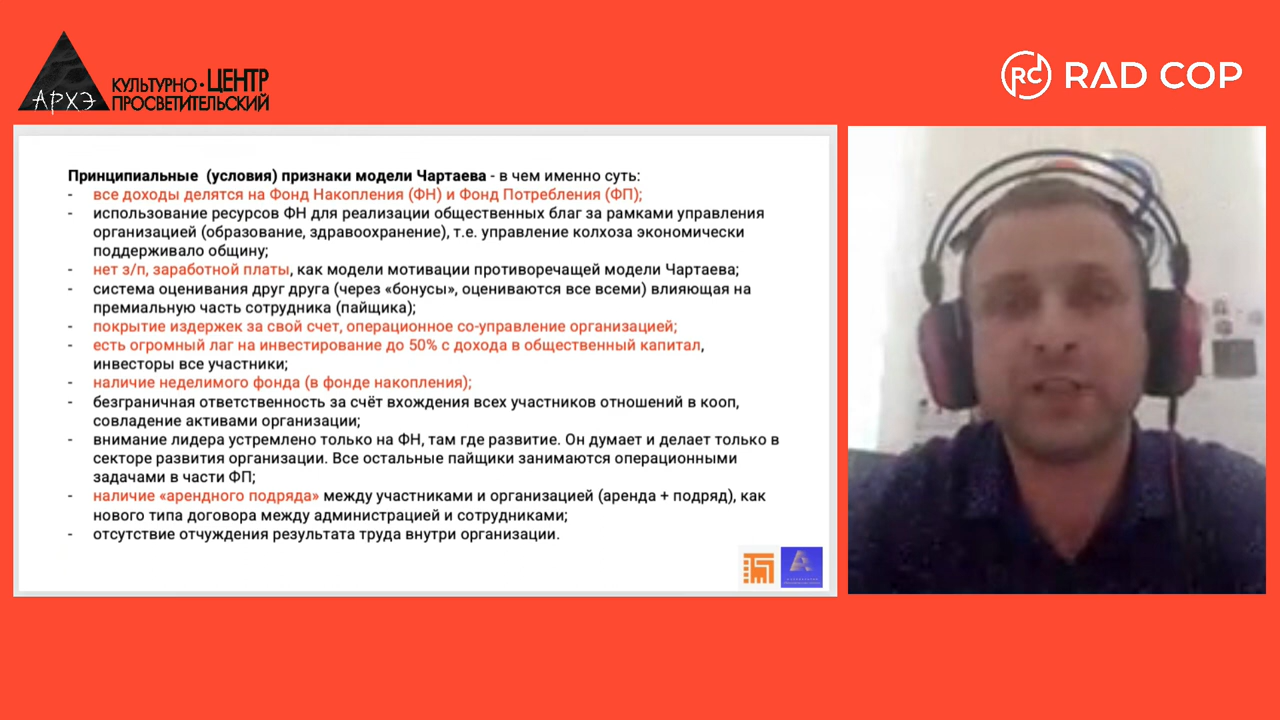 АРХЭ
КУЛЬТУРНО·ЦЕНТР
ПРОСВЕТИТЕЛЬСКИЙ
RC RAD COP
Принципиальные (условия) признаки модели Чартаева - в чем именно суть:
- все доходы делятся на Фонд Накопления (ФН) и Фонд Потребления (ФП);
- использование ресурсов ФН для реализации общественных благ за рамками управления
организацией (образование, здравоохранение), т.е. управление колхоза экономически
поддерживало общину;
- нет з/п, заработной платы, как модели мотивации противоречащей модели Чартаева;
- система оценивания друг друга (через «бонусы», оцениваются все всеми) влияющая на
премиальную часть сотрудника (пайщика);
- покрытие издержек за свой счет, операционное со-управление организацией;
- есть огромный лаг на инвестирование до 50% с дохода в общественный капитал,
инвесторы все участники;
- наличие неделимого фонда (в фонде накопления);
- безграничная ответственность за счёт вхождения всех участников отношений в кооп,
совладение активами организации;
- внимание лидера устремлено только на ФН, там где развитие. Он думает и делает только в
секторе развития организации. Все остальные пайщики занимаются операционными
задачами в части ФП;
- наличие «арендного подряда» между участниками и организацией (аренда + подряд), как
нового типа договора между администрацией и сотрудниками;
- отсутствие отчуждения результата труда внутри организации.